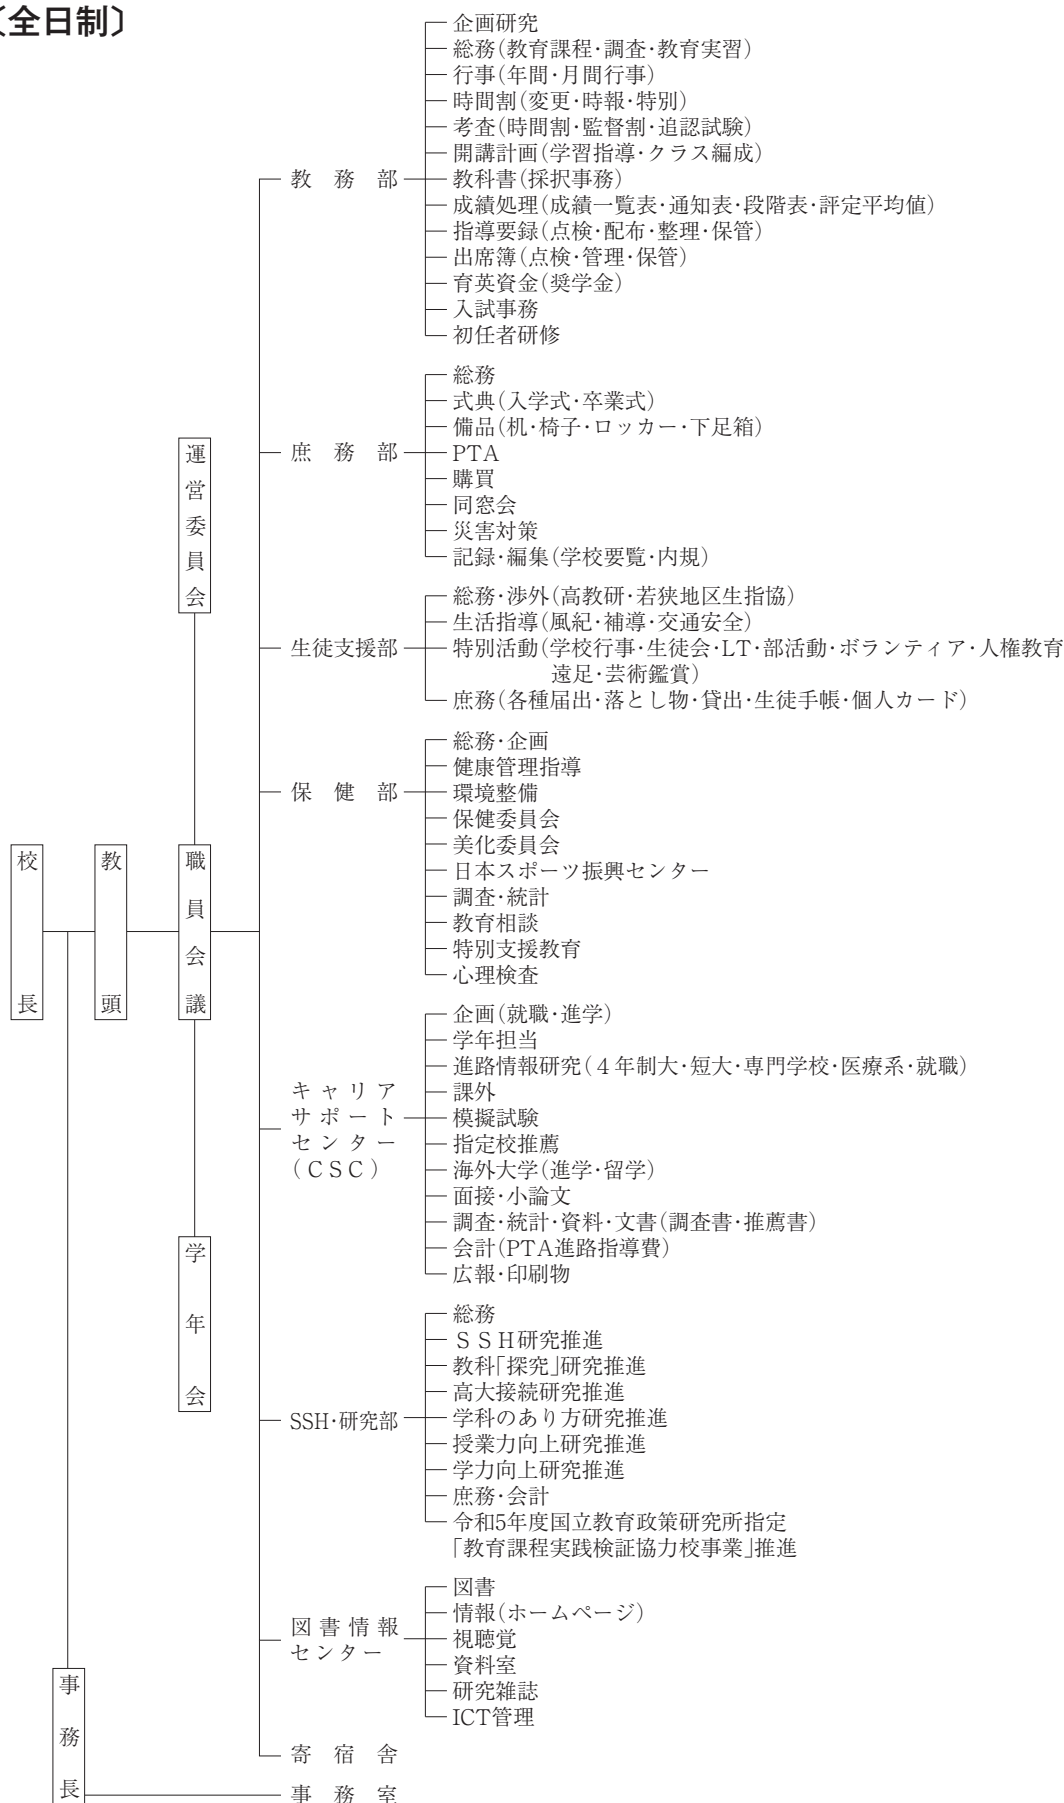 〔全日制〕
校長
教頭
運営委員会
職員会議
学年会
事務長
教務部
企画研究
総務(教育課程・調査・教育実習)
行事(年間・月間行事)
時間割(変更・時報・特別)
考査(時間割・監督割・追認試験)
開講計画(学習指導・クラス編成)
教科書(採択事務)
成績処理(成績一覧表・通知表・段階表・評定平均値)
指導要録(点検・配布・整理・保管)
出席簿(点検・管理・保管)
育英資金(奨学金)
入試事務
初任者研修
庶務部
総務
式典(入学式・卒業式)
備品(机・椅子・ロッカー・下足箱)
PTA
購買
同窓会
災害対策
記録・編集(学校要覧・内規)
生徒支援部
総務・渉外(高教研・若狭地区生指協)
生活指導(風紀・補導・交通安全)
特別活動(学校行事・生徒会・LT・部活動・ボランティア・人権教育
遠足・芸術鑑賞)
庶務(各種届出・落とし物・貸出・生徒手帳・個人カード)
保健部
総務・企画
健康管理指導
環境整備
保健委員会
美化委員会
日本スポーツ振興センター
調査・統計
教育相談
特別支援教育
心理検査
キャリア
サポート
センター
(CSC)
企画(就職・進学)
学年担当
進路情報研究(4年制大・短大・専門学校・医療系・就職)
課外
模擬試験
指定校推薦
海外大学(進学・留学)
面接・小論文
調査・統計・資料・文書(調査書・推薦書)
会計(PTA進路指導費)
広報・印刷物
SSH・研究部
総務
SSH研究推進
教科「探究」研究推進
高大接続研究推進
学科のあり方研究推進
授業力向上研究推進
学力向上研究推進
庶務・会計
令和5年度国立教育政策研究所指定
「教育課程実践検証協力校事業」推進
図書情報
センター
図書
情報(ホームページ)
視聴覚
資料室
研究雑誌
ICT管理
寄宿舎
事務室